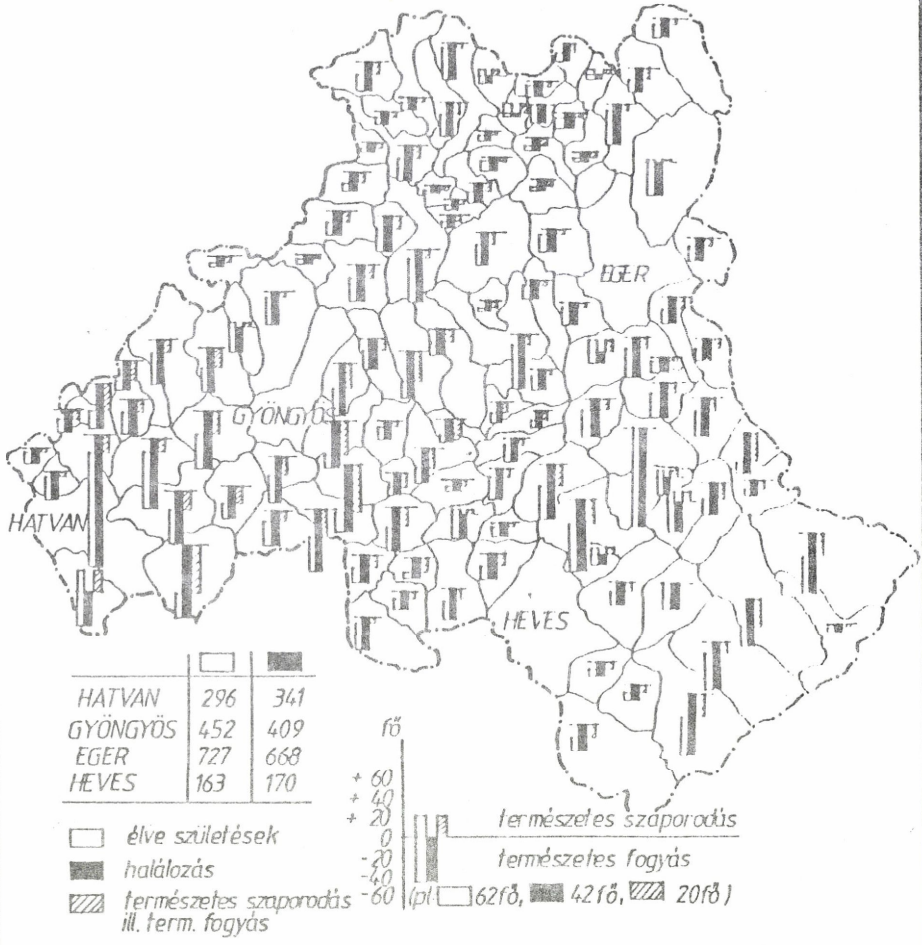 EGER
GYÖNGYÖS
HATVAN
HEVES
HATVAN 296 341
GYÖNGYÖS 452 409
EGER 727 668
HEVES 163 170
élve születések
halálozás
természetes szaporodás
ill. term. fogyás
fő
+ 60
+ 40
+ 20
0
-20
-40
-60
természetes száporodás
természetes fogyás
(pl 62fő, 42fő, 20fő)